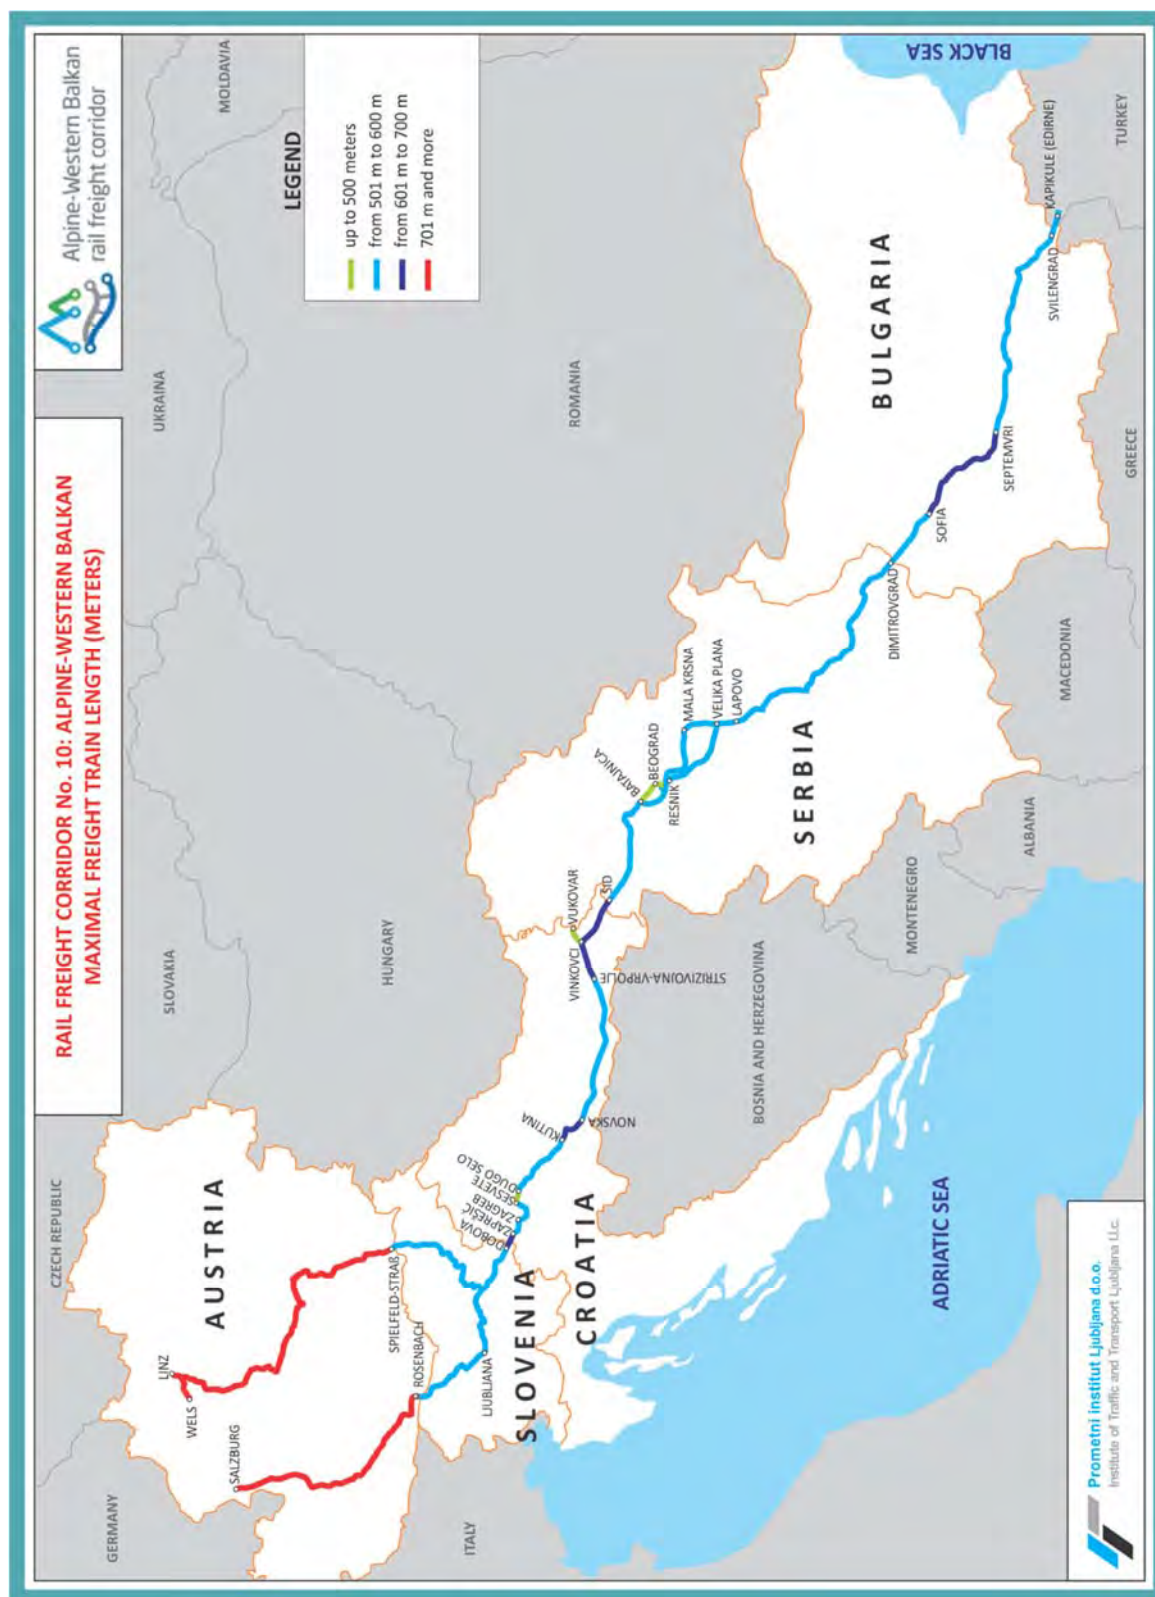 RAIL FREIGHT CORRIDOR No. 10: ALPINE-WESTERN BALKAN
MAXIMAL FREIGHT TRAIN LENGTH (METERS)
Alpine-Western Balkan
rail freight corridor
LEGEND
up to 500 meters
from 501 m to 600 m
from 601 m to 700 m
701 m and more
GERMANY
CZECH REPUBLIC
SLOVAKIA
UKRAINA
MOLDAVIA
AUSTRIA
HUNGARY
ROMANIA
ITALY
SLOVENIA
CROATIA
BOSNIA AND HERZEGOVINA
SERBIA
MONTENEGRO
ALBANIA
MACEDONIA
BULGARIA
GREECE
TURKEY
BLACK SEA
ADRIATIC SEA
LINZ
WELS
SALZBURG
SPIELFELD-STRAß
ROSENBACH
LJUBLJANA
DOBOVA
ZAPREŠIĆ
ZAGREB
SESVETE
DUGO SELO
KUTINA
NOVSKA
STRIZIVOJNA-VRPOLJE
VINKOVCI
VUKOVAR
ŠID
BATAJNICA
BEOGRAD
RESNIK
MALA KRSNA
VELIKA PLANA
LAPOVO
DIMITROVGRAD
SOFIA
SEPTEMVRI
SVILENGRAD
KAPIKULE (EDIRNE)
Prometni institut Ljubljana d.o.o.
Institute of Traffic and Transport Ljubljana Ll.c.